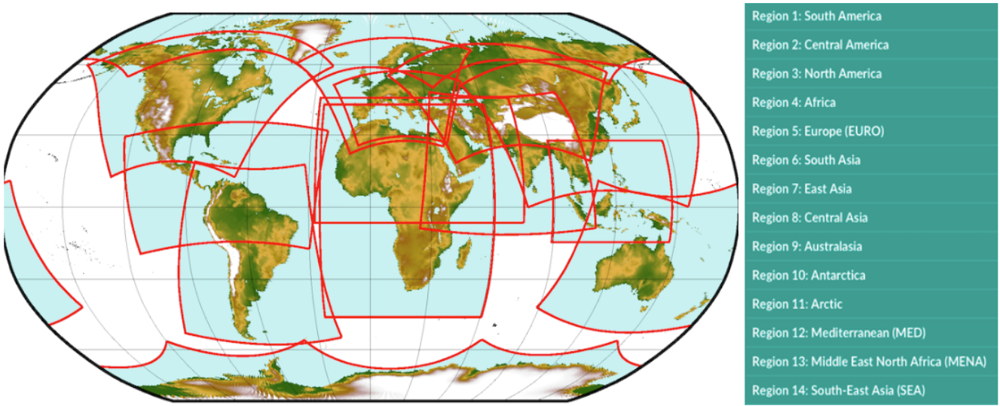 Region 1: South America
Region 2: Central America
Region 3: North America
Region 4: Africa
Region 5: Europe (EURO)
Region 6: South Asia
Region 7: East Asia
Region 8: Central Asia
Region 9: Australasia
Region 10: Antarctica
Region 11: Arctic
Region 12: Mediterranean (MED)
Region 13: Middle East North Africa (MENA)
Region 14: South-East Asia (SEA)